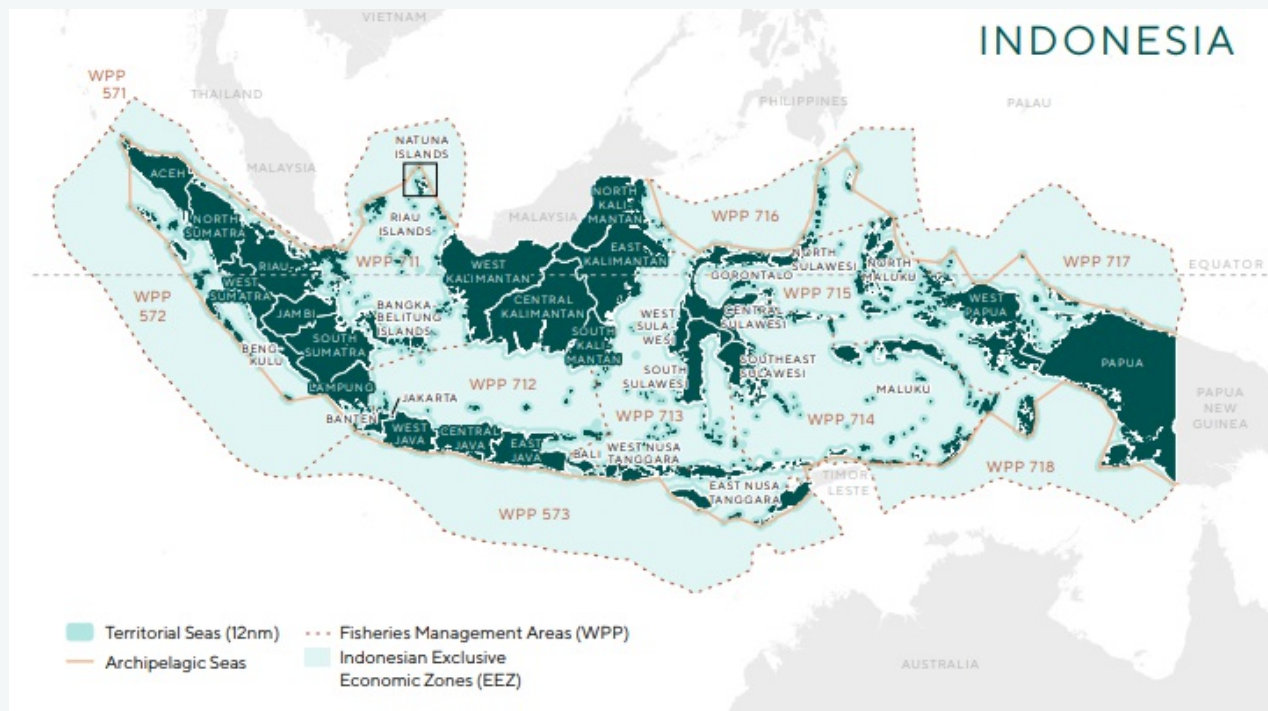 INDONESIA
VIETNAM
WPP
571
THAILAND
PHILIPPINES
PALAU
NATUNA
ISLANDS
MALAYSIA
ACEH
NORTH
SUMATRA
RIAU
ISLANDS
MALAYSIA
NORTH
KALI-
MANTAN
WPP 716
WPP 711
RIAU
WEST
SUMATRA
WEST
KALIMANTAN
EAST
KALIMANTAN
GORONTALO
NORTH
SULAWESI
NORTH
MALUKU
WPP 717
EQUATOR
WPP
572
JAMBI
BANGKA-
BELITUNG
ISLANDS
CENTRAL
KALIMANTAN
WPP 715
WEST
PAPUA
SOUTH
SUMATRA
BENG
KULU
SOUTH
KALI-
MANTAN
WEST
SULA-
WESI
CENTRAL
SULAWESI
PAPUA
LAMPUNG
WPP 712
SOUTH
SULAWESI
SOUTHEAST
SULAWESI
MALUKU
PAPUA
NEW
GUINEA
JAKARTA
BANTEN
WPP 713
WPP 714
WEST
JAVA
CENTRAL
JAVA
EAST
JAVA
BALI
WEST NUSA
TANGGARA
WPP 718
EAST NUSA
TANGGARA
TIMOR
LESTE
WPP 573
Territorial Seas (12nm)
Archipelagic Seas
Fisheries Management Areas (WPP)
Indonesian Exclusive
Economic Zones (EEZ)
AUSTRALIA